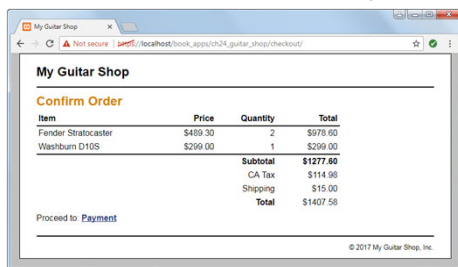 My Guitar Shop
Not secure | https://localhost/book_apps/ch24_guitar_shop/checkout/
My Guitar Shop
Confirm Order
Item Price Quantity Total
Fender Stratocaster $489.30 2 $978.60
Washburn D10S $299.00 1 $299.00
Subtotal $1277.60
CA Tax $114.98
Shipping $15.00
Total $1407.58
Proceed to: Payment
© 2017 My Guitar Shop, Inc.